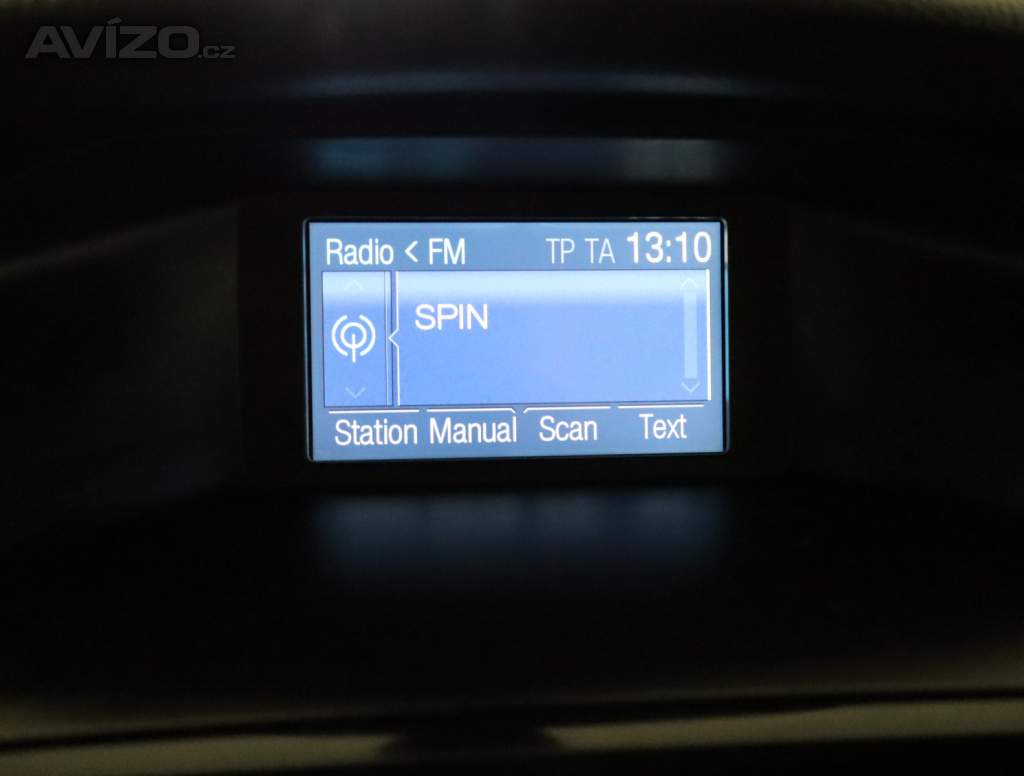 AVÍZO.cz
Radio < FM TP TA 13:10
SPIN
Station Manual Scan Text